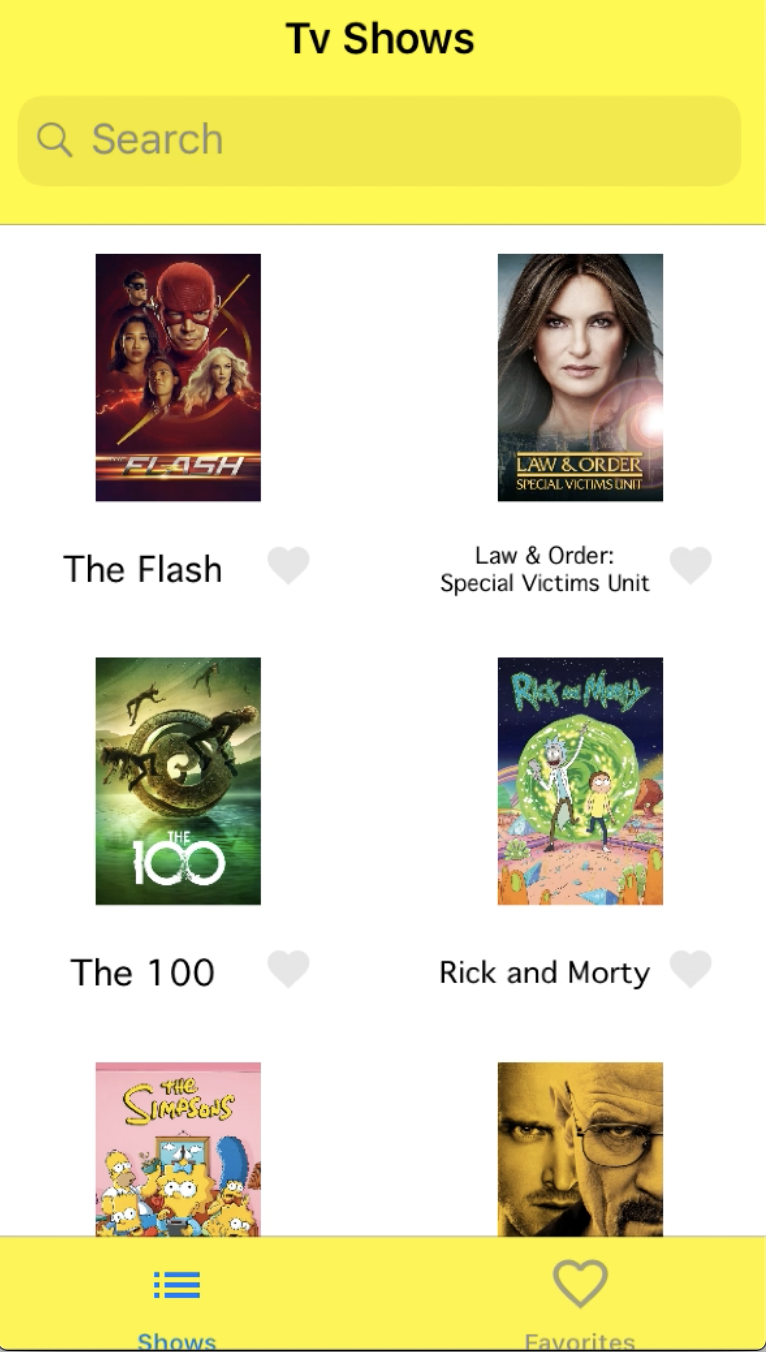 Tv Shows
Search
THE FLASH
LAW & ORDER
SPECIAL VICTIMS UNIT
The Flash
Law & Order:
Special Victims Unit
THE
100
RICK AND MORTY
The 100
Rick and Morty
THE
SIMPSONS
Shows
Favorites